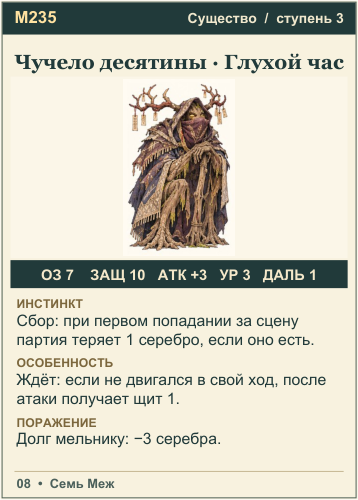 M235
Существо / ступень 3
Чучело десятины · Глухой час
ОЗ 7 ЗАЩ 10 АТК +3 УР 3 ДАЛЬ 1
ИНСТИНКТ
Сбор: при первом попадании за сцену
партия теряет 1 серебро, если оно есть.
ОСОБЕННОСТЬ
Ждёт: если не двигался в свой ход, после
атаки получает щит 1.
ПОРАЖЕНИЕ
Долг мельнику: −3 серебра.
08 • Семь Меж